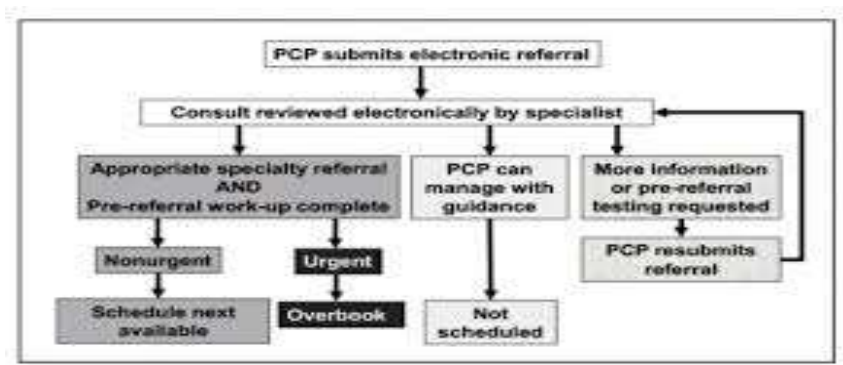 PCP submits electronic referral
Consult reviewed electronically by specialist
Appropriate specialty referral
AND
Pre-referral work-up complete
PCP can
manage with
guidance
More information
or pre-referral
testing requested
Nonurgent
Urgent
PCP resubmits
referral
Schedule next
available
Overbook
Not
scheduled